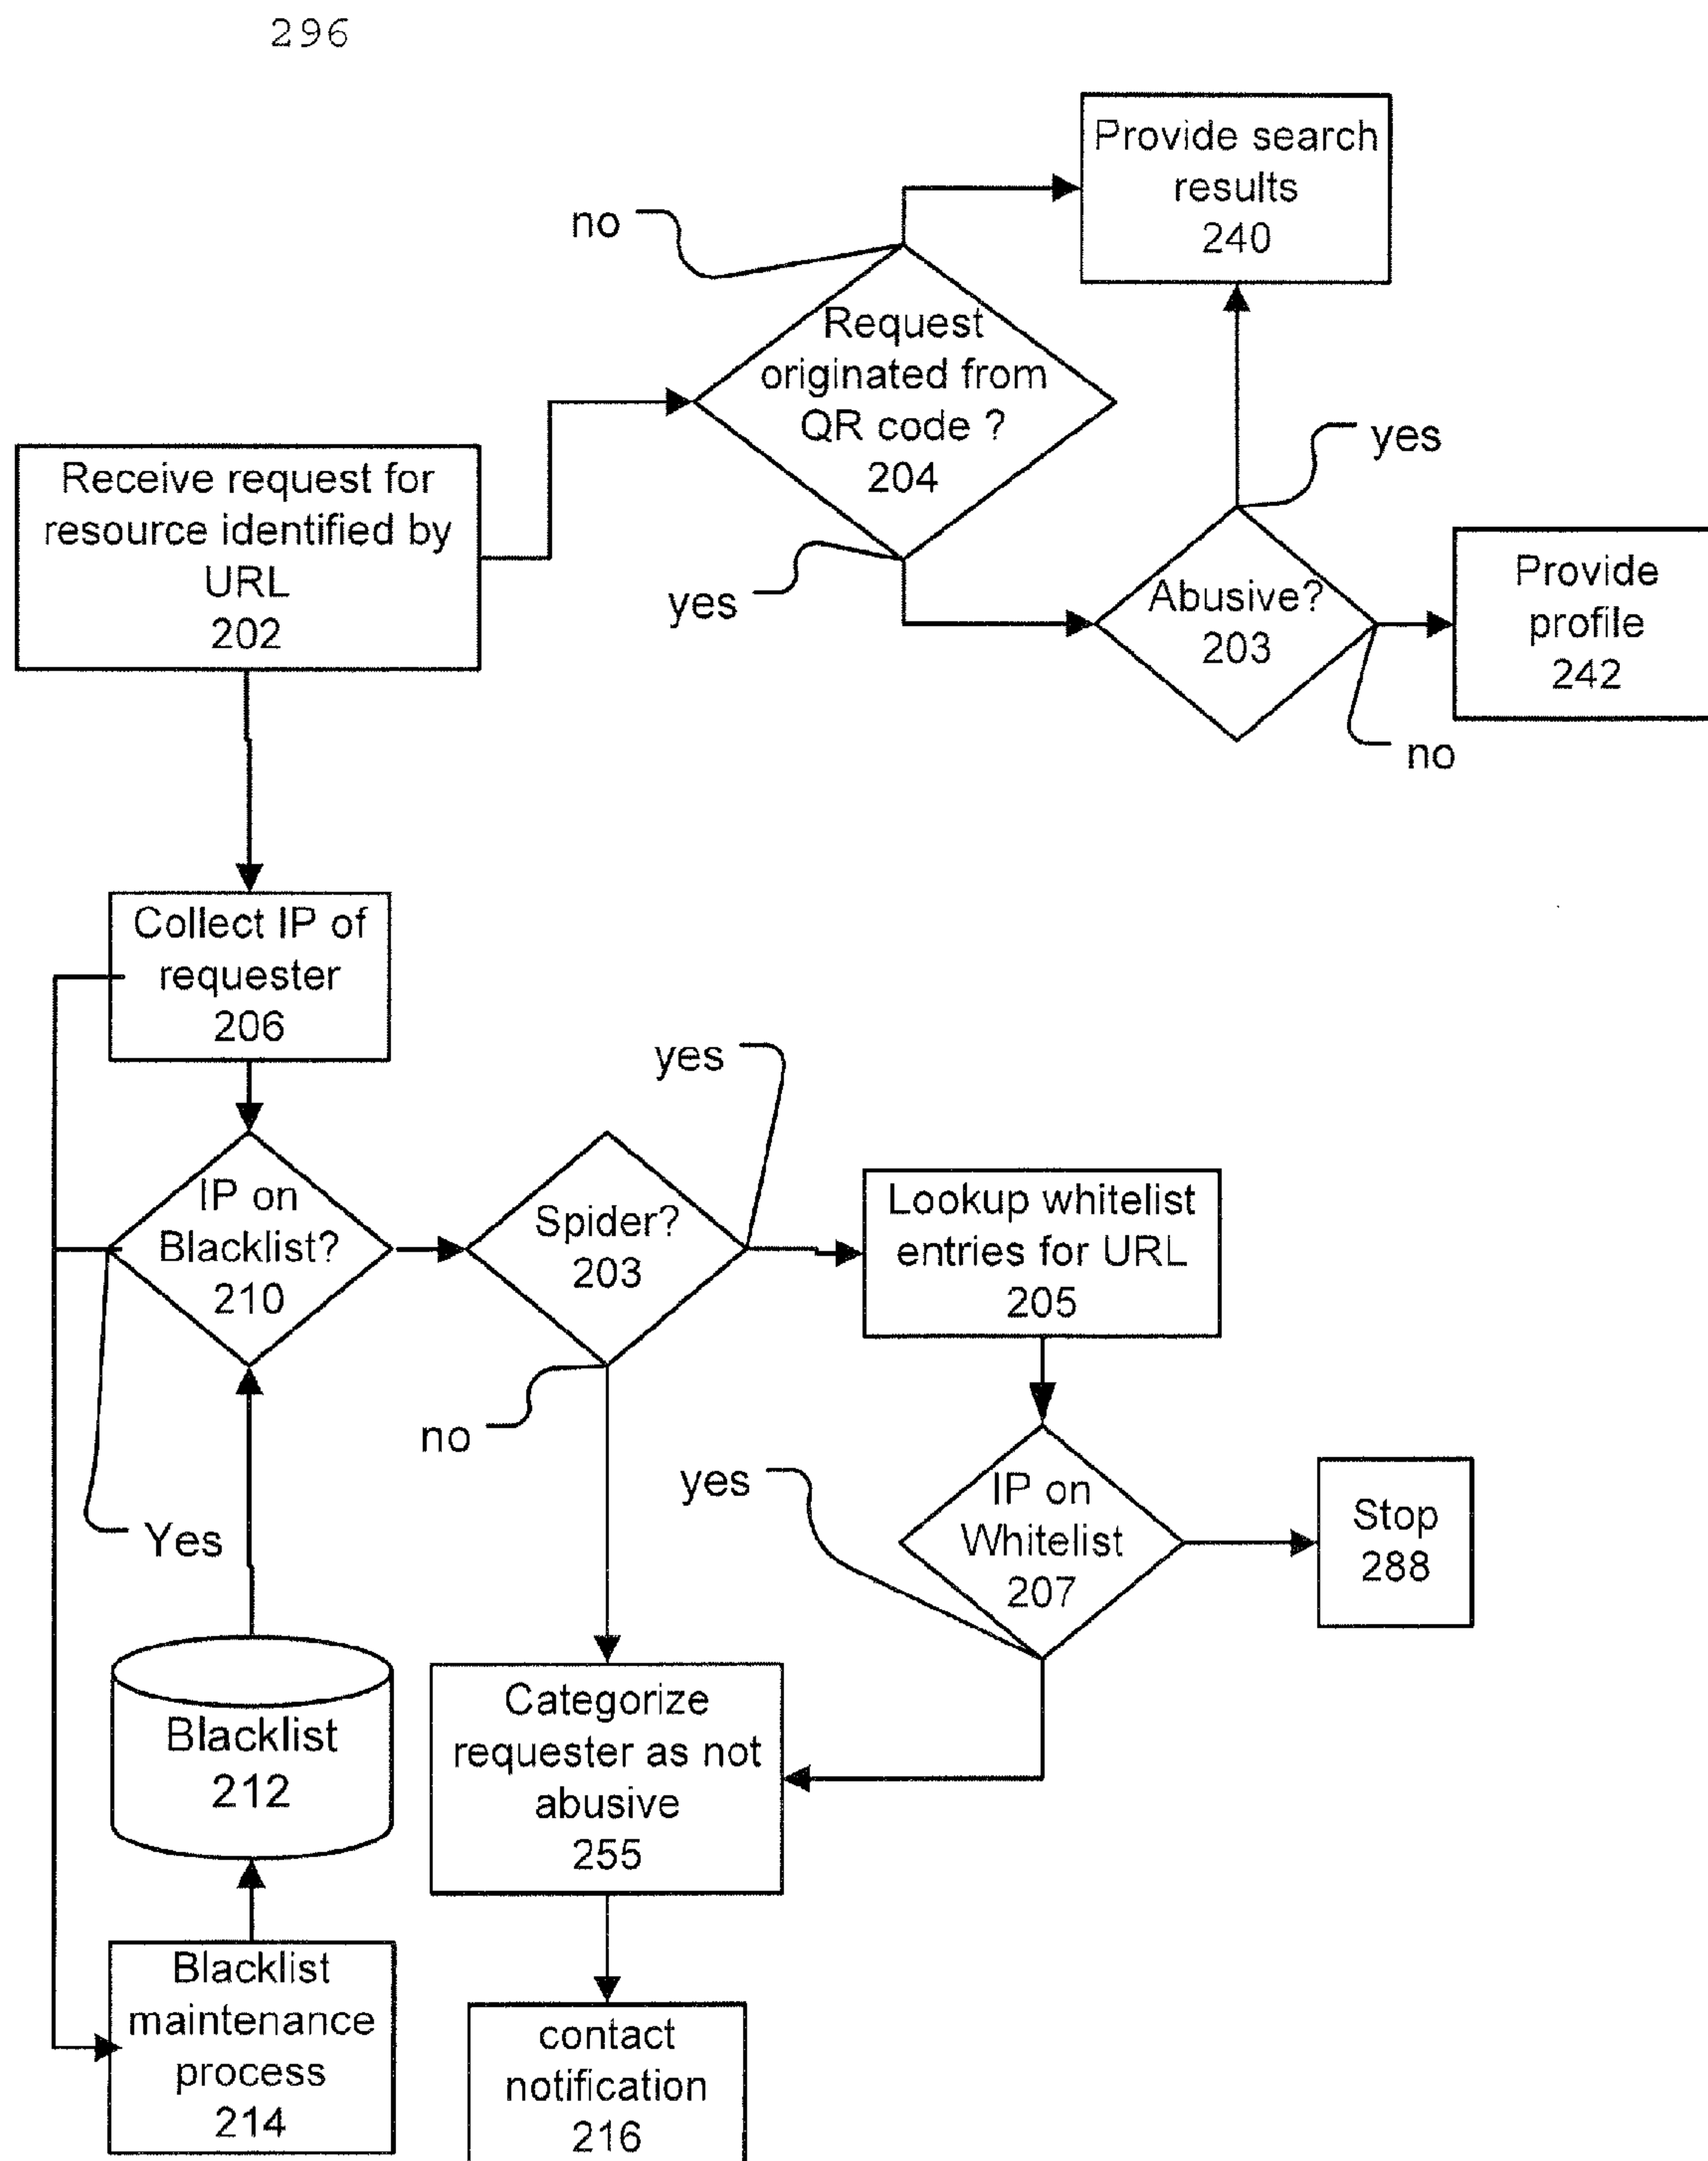 296
Provide search
results
240
no
Request
originated from
QR code ?
204
yes
Receive request for
resource identified by
URL
202
Abusive?
203
yes
Provide
profile
242
no
Collect IP of
requester
206
yes
IP on
Blacklist?
210
Spider?
203
Lookup whitelist
entries for URL
205
no
Yes
yes
IP on
Whitelist
207
Stop
288
Blacklist
212
Categorize
requester as not
abusive
255
Blacklist
maintenance
process
214
contact
notification
216